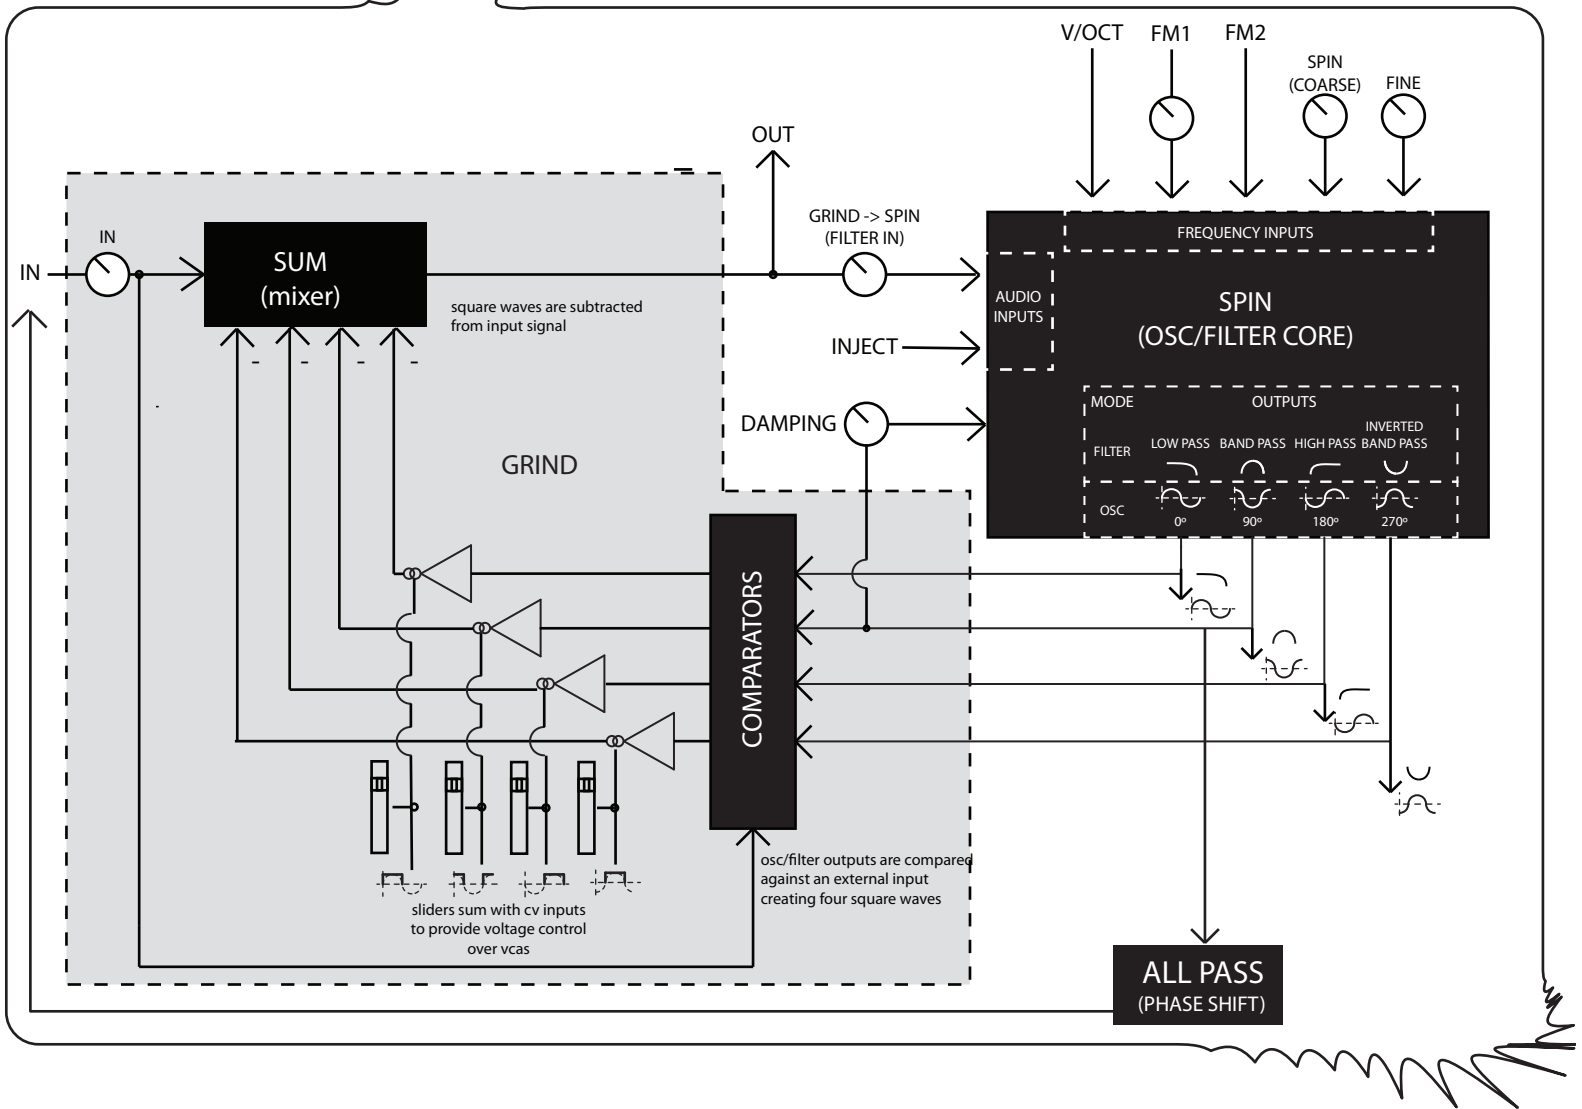 V/OCT
FM1
FM2
SPIN
(COARSE)
FINE
OUT
GRIND -> SPIN
(FILTER IN)
IN
IN
SUM
(mixer)
square waves are subtracted
from input signal
- - - -
FREQUENCY INPUTS
AUDIO
INPUTS
SPIN
(OSC/FILTER CORE)
INJECT
DAMPING
MODE
OUTPUTS
FILTER
LOW PASS
BAND PASS
HIGH PASS
INVERTED
BAND PASS
OSC
0º
90º
180º
270º
GRIND
COMPARATORS
osc/filter outputs are compared
against an external input
creating four square waves
sliders sum with cv inputs
to provide voltage control
over vcas
ALL PASS
(PHASE SHIFT)